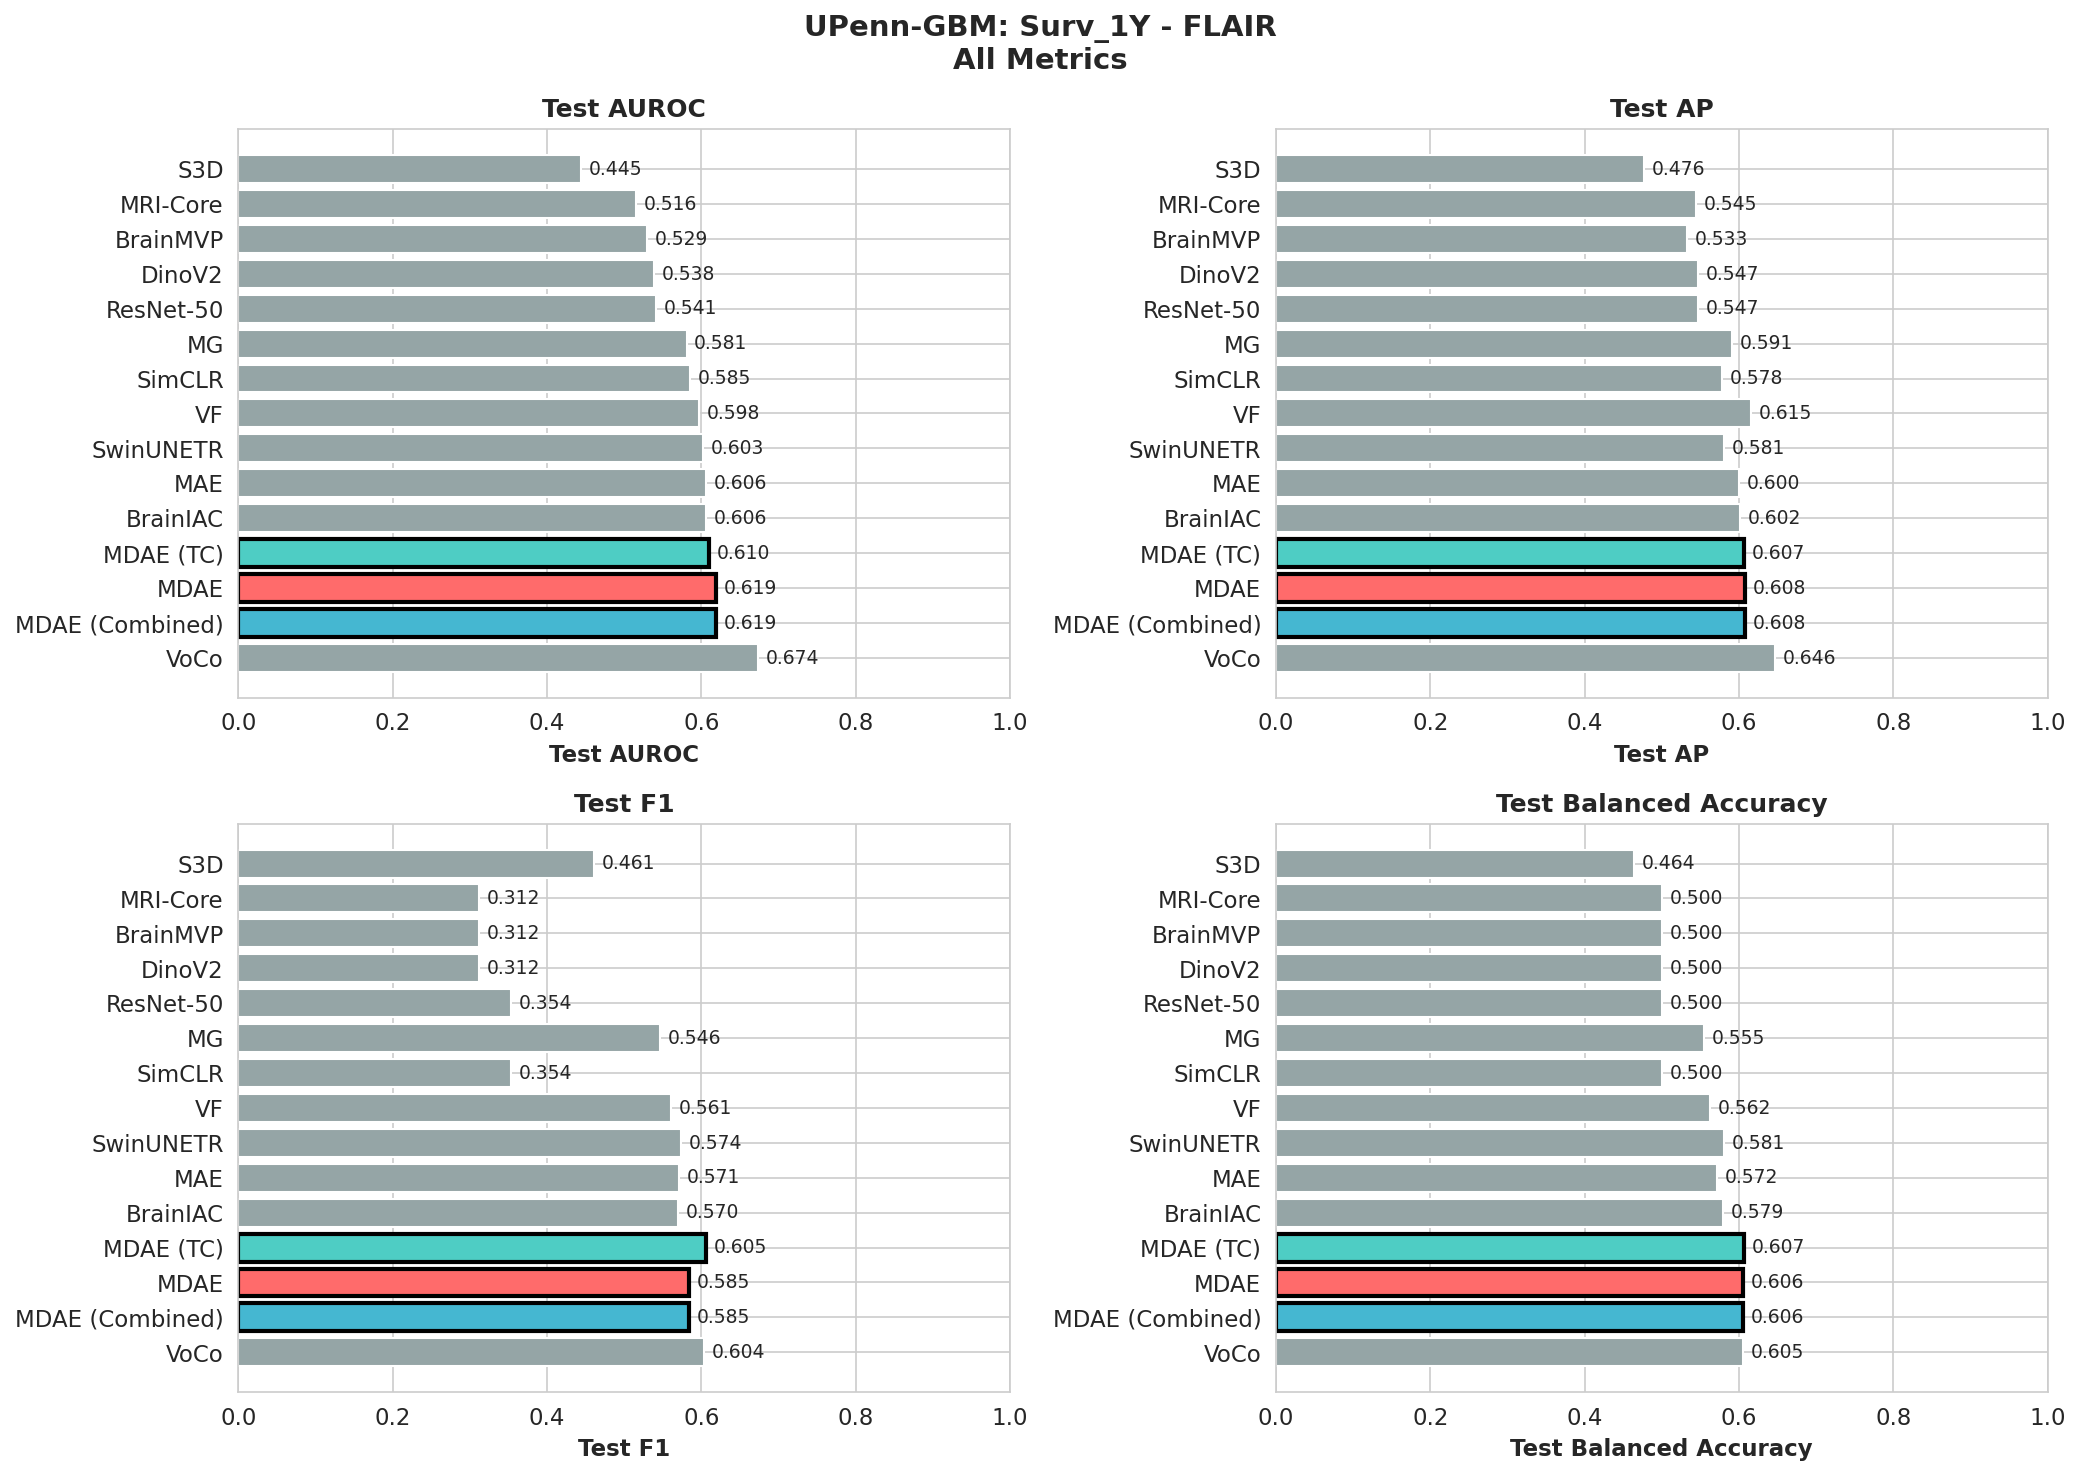 UPenn-GBM: Surv_1Y - FLAIR
All Metrics
Test AUROC
S3D 0.445
MRI-Core 0.516
BrainMVP 0.529
DinoV2 0.538
ResNet-50 0.541
MG 0.581
SimCLR 0.585
VF 0.598
SwinUNETR 0.603
MAE 0.606
BrainIAC 0.606
MDAE (TC) 0.610
MDAE 0.619
MDAE (Combined) 0.619
VoCo 0.674
0.0 0.2 0.4 0.6 0.8 1.0
Test AUROC
Test AP
S3D 0.476
MRI-Core 0.545
BrainMVP 0.533
DinoV2 0.547
ResNet-50 0.547
MG 0.591
SimCLR 0.578
VF 0.615
SwinUNETR 0.581
MAE 0.600
BrainIAC 0.602
MDAE (TC) 0.607
MDAE 0.608
MDAE (Combined) 0.608
VoCo 0.646
0.0 0.2 0.4 0.6 0.8 1.0
Test AP
Test F1
S3D 0.461
MRI-Core 0.312
BrainMVP 0.312
DinoV2 0.312
ResNet-50 0.354
MG 0.546
SimCLR 0.354
VF 0.561
SwinUNETR 0.574
MAE 0.571
BrainIAC 0.570
MDAE (TC) 0.605
MDAE 0.585
MDAE (Combined) 0.585
VoCo 0.604
0.0 0.2 0.4 0.6 0.8 1.0
Test F1
Test Balanced Accuracy
S3D 0.464
MRI-Core 0.500
BrainMVP 0.500
DinoV2 0.500
ResNet-50 0.500
MG 0.555
SimCLR 0.500
VF 0.562
SwinUNETR 0.581
MAE 0.572
BrainIAC 0.579
MDAE (TC) 0.607
MDAE 0.606
MDAE (Combined) 0.606
VoCo 0.605
0.0 0.2 0.4 0.6 0.8 1.0
Test Balanced Accuracy